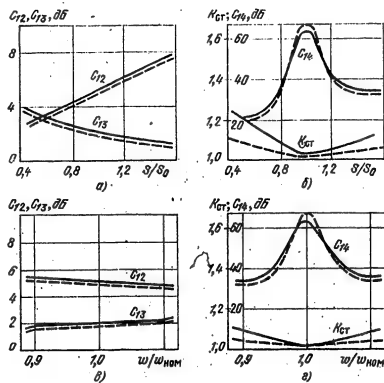 C₁₂, C₁₃, дБ
8
4
0
C₁₂
C₁₃
0,4 0,8 1,2 S/S₀
а)
Kст; C₁₄, дБ
1,6 60
1,4 40
20
1,2
1,0
C₁₄
Kст
0,4 0,8 1,2 S/S₀
б)
C₁₂, C₁₃, дБ
8
6
4
2
0
C₁₂
C₁₃
0,9 1,0 w/wном
в)
Kст; C₁₄, дБ
1,6 60
1,4 40
1,2 20
1,0
C₁₄
Kст
0,9 1,0 w/wном
г)